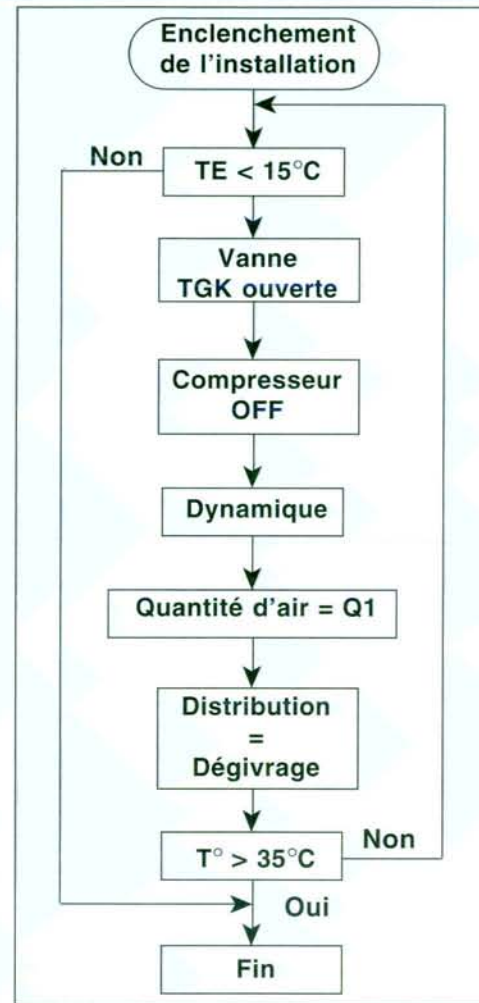 Enclenchement
de l'installation
Non
TE < 15°C
Vanne
TGK ouverte
Compresseur
OFF
Dynamique
Quantité d'air = Q1
Distribution
=
Dégivrage
T° > 35°C
Non
Oui
Fin